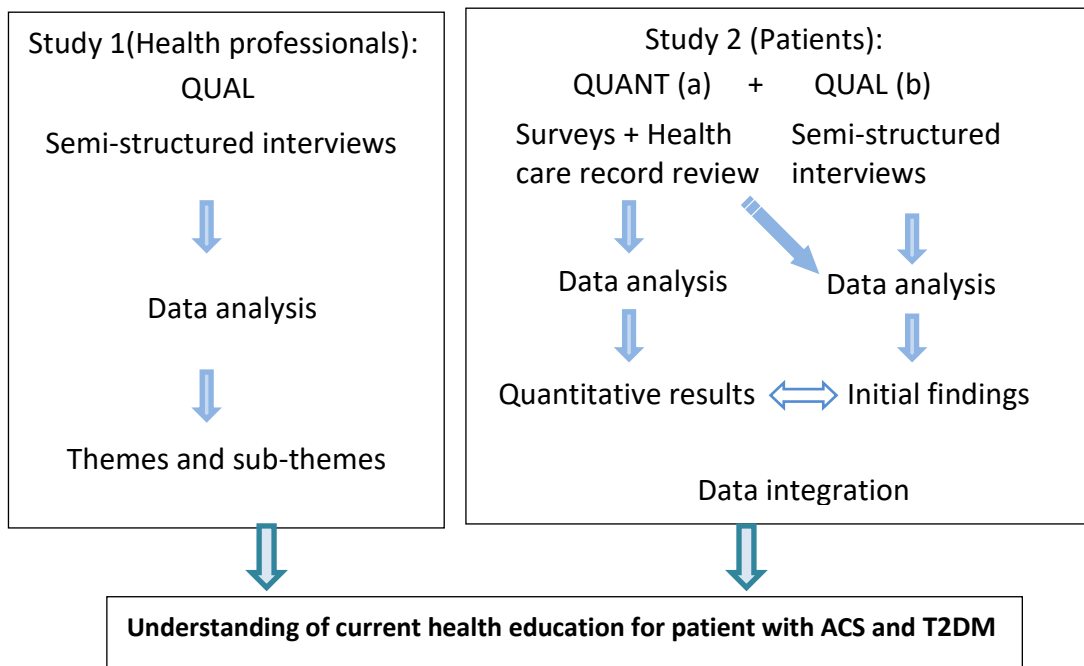 Study 1(Health professionals):
QUAL
Semi-structured interviews
Data analysis
Themes and sub-themes
Study 2 (Patients):
QUANT (a) + QUAL (b)
Surveys + Health
care record review
Semi-structured
interviews
Data analysis
Data analysis
Quantitative results
Initial findings
Data integration
Understanding of current health education for patient with ACS and T2DM